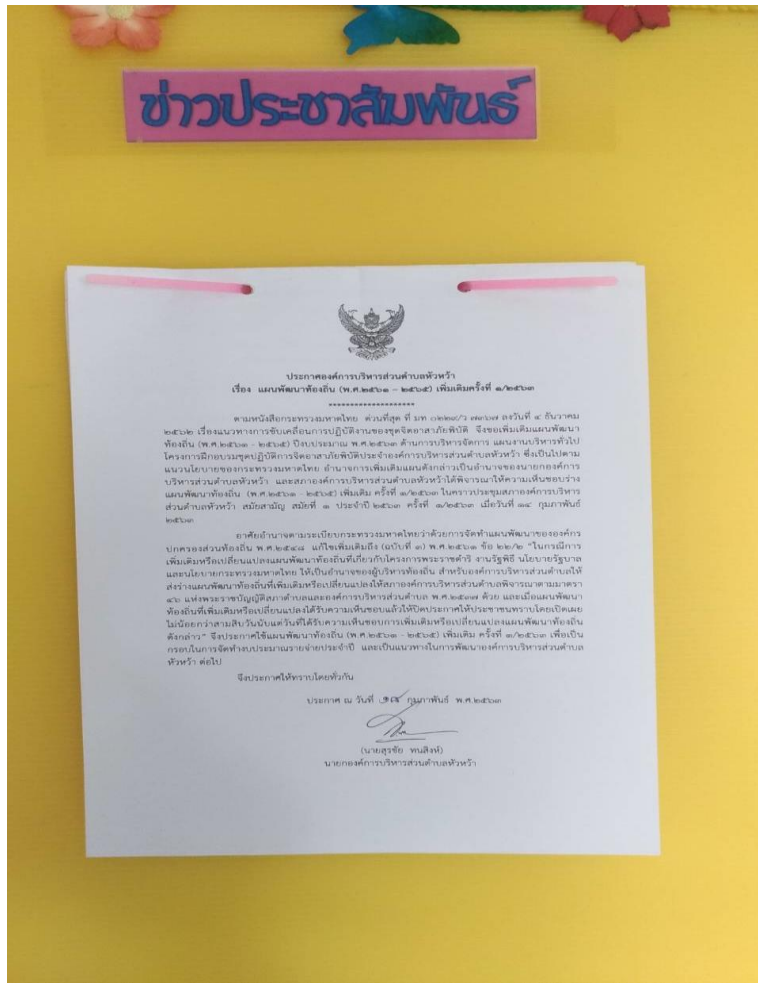 ข่าวประชาสัมพันธ์
ประกาศองค์การบริหารส่วนตำบลหัวหว้า
เรื่อง แผนพัฒนาท้องถิ่น (พ.ศ.๒๕๖๑ - ๒๕๖๕) เพิ่มเติมครั้งที่ ๑/๒๕๖๓
********************
ตามหนังสือกระทรวงมหาดไทย ด่วนที่สุด ที่ มท ลงวันที่ ๔ ธันวาคม
๒๕๖๒ เรื่องแนวทางการขับเคลื่อนการปฏิบัติงานของชุดจิตอาสาภัยพิบัติ จึงขอเพิ่มเติมแผนพัฒนา
ท้องถิ่น (พ.ศ.๒๕๖๑ - ๒๕๖๕) ปีงบประมาณ พ.ศ.๒๕๖๓ ด้านการบริหารจัดการ แผนงานบริหารทั่วไป
โครงการฝึกอบรมชุดปฏิบัติการจิตอาสาภัยพิบัติประจำองค์การบริหารส่วนตำบลหัวหว้า ซึ่งเป็นไปตาม
แนวนโยบายของกระทรวงมหาดไทย อำนาจการเพิ่มเติมแผนดังกล่าวเป็นอำนาจของนายกองค์การ
บริหารส่วนตำบลหัวหว้า และสภาองค์การบริหารส่วนตำบลหัวหว้าได้พิจารณาให้ความเห็นชอบร่าง
แผนพัฒนาท้องถิ่น (พ.ศ.๒๕๖๑ - ๒๕๖๕) เพิ่มเติม ครั้งที่ ๑/๒๕๖๓ ในคราวประชุมสภาองค์การบริหาร
ส่วนตำบลหัวหว้า สมัยสามัญ สมัยที่ ๑ ประจำปี ๒๕๖๓ ครั้งที่ ๑/๒๕๖๓ เมื่อวันที่ ๑๔ กุมภาพันธ์
๒๕๖๓
อาศัยอำนาจตามระเบียบกระทรวงมหาดไทยว่าด้วยการจัดทำแผนพัฒนาขององค์กร
ปกครองส่วนท้องถิ่น พ.ศ.๒๕๔๘ แก้ไขเพิ่มเติมถึง (ฉบับที่ ๓) พ.ศ.๒๕๖๑ ข้อ ๒๒/๒ "ในกรณีการ
เพิ่มเติมหรือเปลี่ยนแปลงแผนพัฒนาท้องถิ่นที่เกี่ยวกับโครงการพระราชดำริ งานรัฐพิธี นโยบายรัฐบาล
และนโยบายกระทรวงมหาดไทย ให้เป็นอำนาจของผู้บริหารท้องถิ่น สำหรับองค์การบริหารส่วนตำบลให้
ส่งร่างแผนพัฒนาท้องถิ่นที่เพิ่มเติมหรือเปลี่ยนแปลงให้สภาองค์การบริหารส่วนตำบลพิจารณาตามมาตรา
๔๖ แห่งพระราชบัญญัติสภาตำบลและองค์การบริหารส่วนตำบล พ.ศ.๒๕๓๗ ด้วย และเมื่อแผนพัฒนา
ท้องถิ่นที่เพิ่มเติมหรือเปลี่ยนแปลงได้รับความเห็นชอบแล้วให้ปิดประกาศให้ประชาชนทราบโดยเปิดเผย
ไม่น้อยกว่าสามสิบวันนับแต่วันที่ได้รับความเห็นชอบการเพิ่มเติมหรือเปลี่ยนแปลงแผนพัฒนาท้องถิ่น
ดังกล่าว" จึงประกาศใช้แผนพัฒนาท้องถิ่น (พ.ศ.๒๕๖๑ - ๒๕๖๕) เพิ่มเติม ครั้งที่ ๑/๒๕๖๓ เพื่อเป็น
กรอบในการจัดทำงบประมาณรายจ่ายประจำปี และเป็นแนวทางในการพัฒนาองค์การบริหารส่วนตำบล
หัวหว้า ต่อไป
จึงประกาศให้ทราบโดยทั่วกัน
ประกาศ ณ วันที่ กุมภาพันธ์ พ.ศ.๒๕๖๓
(นายสุรชัย ทนสิงห์)
นายกองค์การบริหารส่วนตำบลหัวหว้า